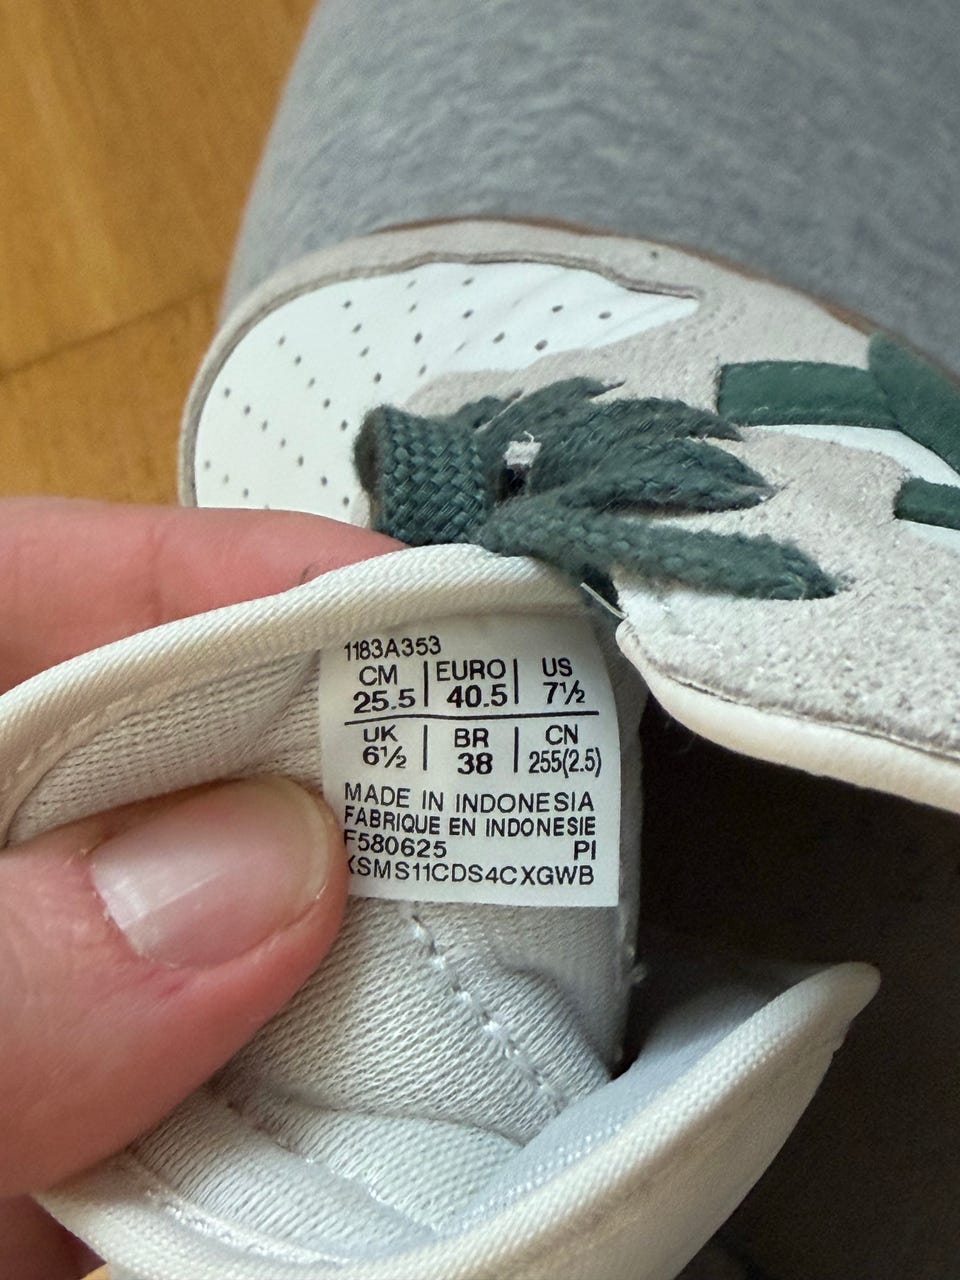 1183A353
CM | EURO | US
25.5 | 40.5 | 7½
UK | BR | CN
6½ | 38 | 255(2.5)
MADE IN INDONESIA
FABRIQUE EN INDONESIE
F580625 PI
KSMS11CDS4CXGWB